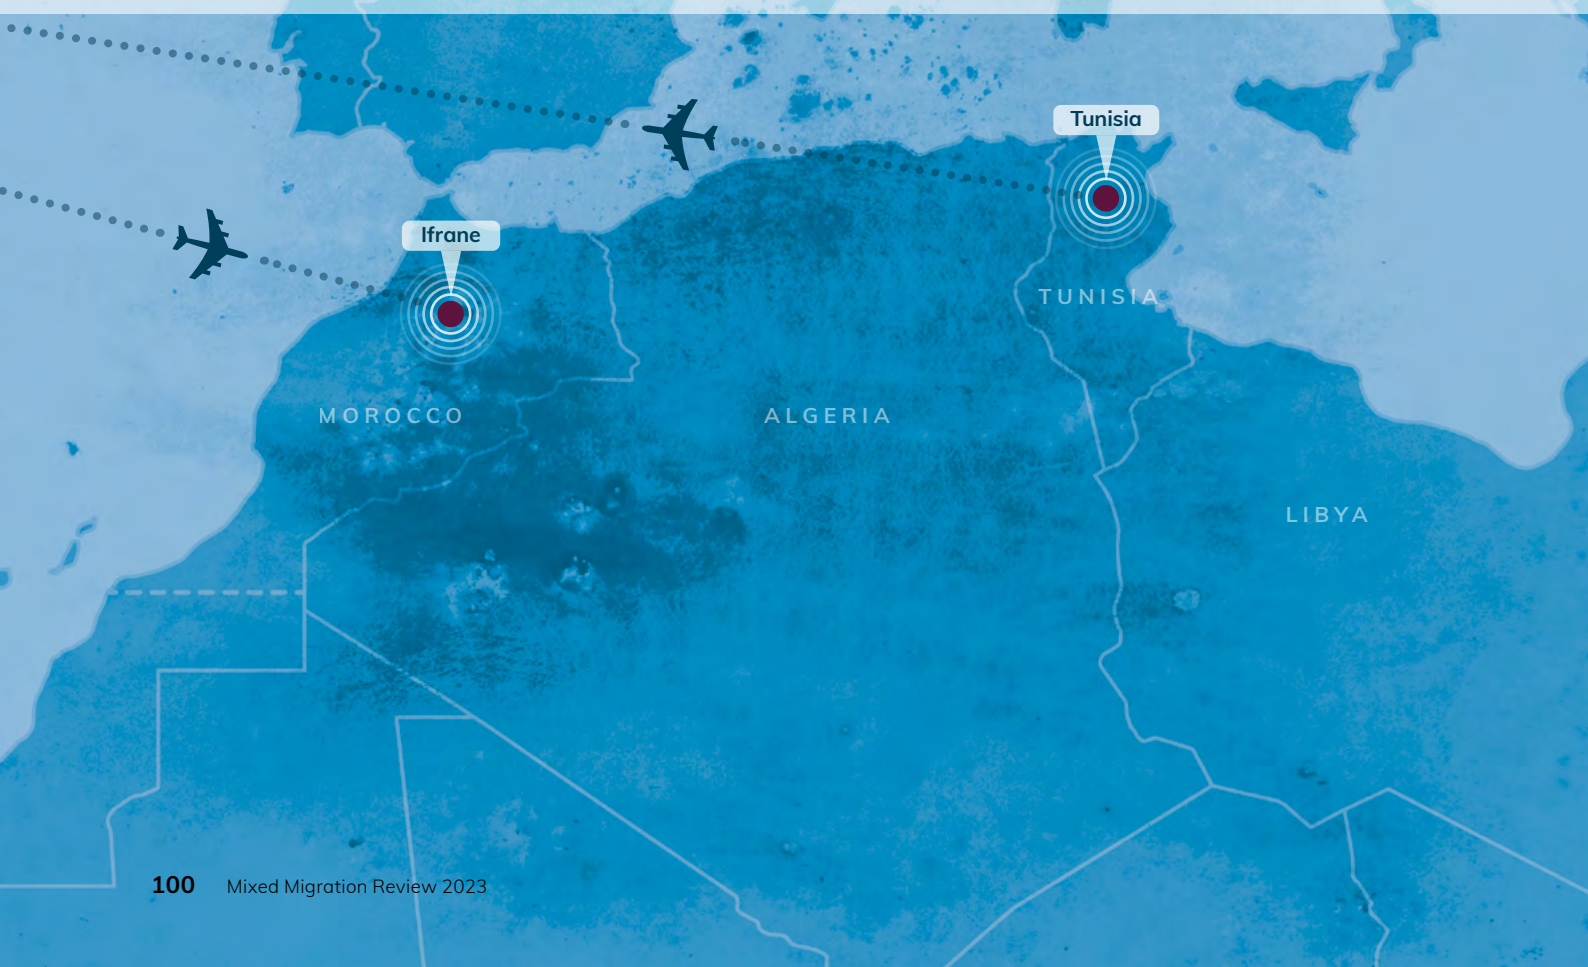 Tunisia
Ifrane
TUNISIA
MOROCCO
ALGERIA
LIBYA
100 Mixed Migration Review 2023